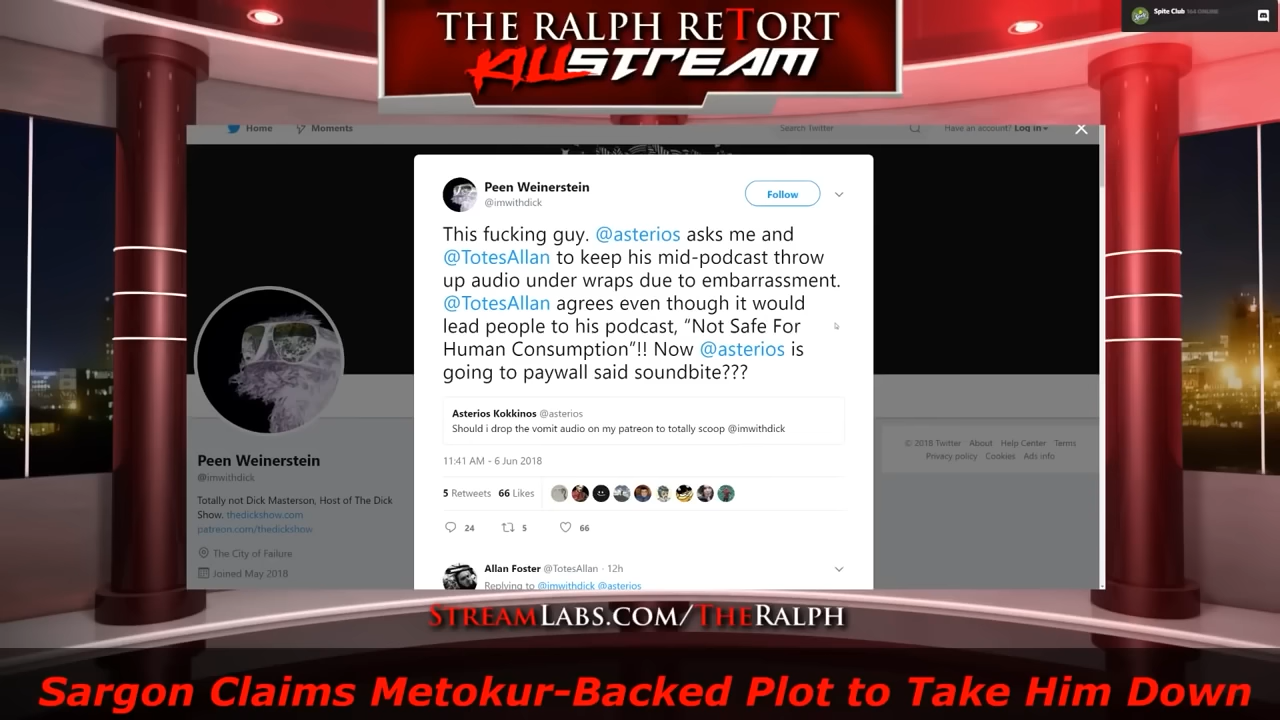 THE RALPH RETORT
KILLSTREAM
Spite Club 364 ONLINE
Home Moments Search Twitter Have an account? Log in
Peen Weinerstein
@imwithdick
Follow
This fucking guy. @asterios asks me and
@TotesAllan to keep his mid-podcast throw
up audio under wraps due to embarrassment.
@TotesAllan agrees even though it would
lead people to his podcast, “Not Safe For
Human Consumption”!! Now @asterios is
going to paywall said soundbite???
Asterios Kokkinos @asterios
Should i drop the vomit audio on my patreon to totally scoop @imwithdick
11:41 AM - 6 Jun 2018
5 Retweets 66 Likes
24 5 66
Allan Foster @TotesAllan · 12h
Replying to @imwithdick @asterios
Peen Weinerstein
@imwithdick
Totally not Dick Masterson, Host of The Dick
Show. thedickshow.com
patreon.com/thedickshow
The City of Failure
Joined May 2018
© 2018 Twitter About Help Center Terms
Privacy policy Cookies Ads info
STREAMLABS.COM/THERALPH
Sargon Claims Metokur-Backed Plot to Take Him Down